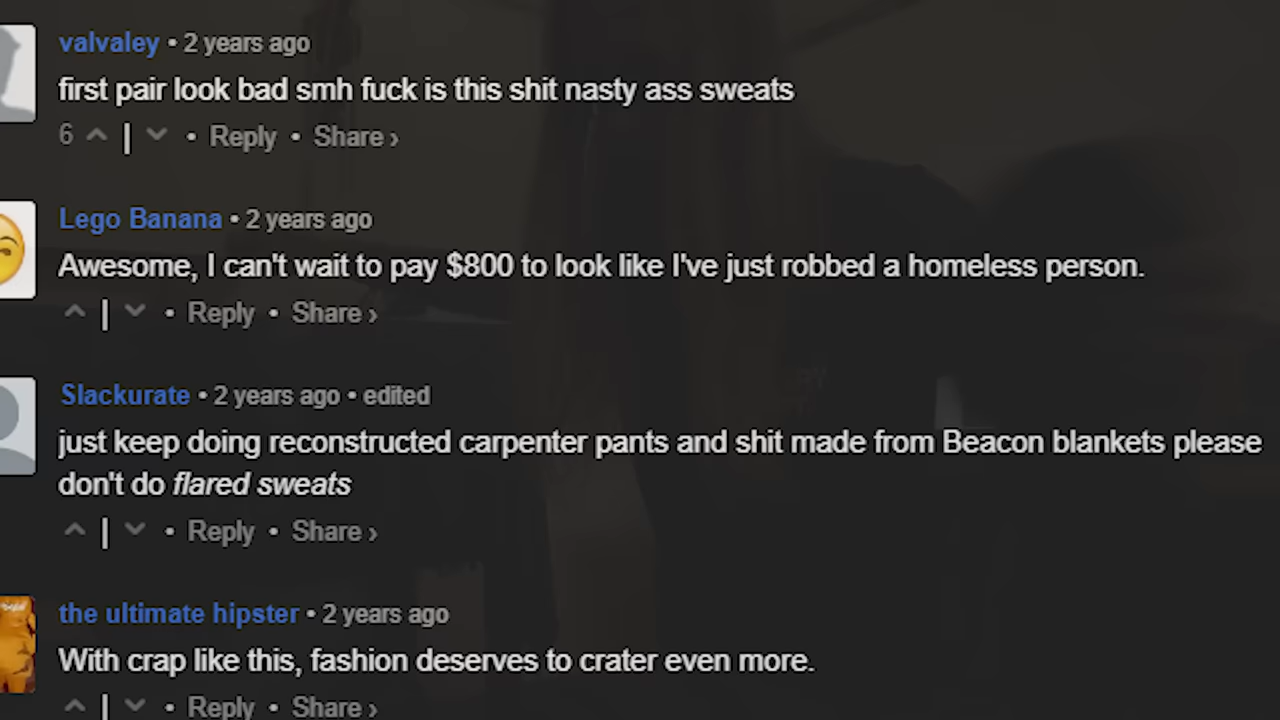 valvaley • 2 years ago
first pair look bad smh fuck is this shit nasty ass sweats
6 | • Reply • Share ›
Lego Banana • 2 years ago
Awesome, I can't wait to pay $800 to look like I've just robbed a homeless person.
| • Reply • Share ›
Slackurate • 2 years ago • edited
just keep doing reconstructed carpenter pants and shit made from Beacon blankets please
don't do flared sweats
| • Reply • Share ›
the ultimate hipster • 2 years ago
With crap like this, fashion deserves to crater even more.
| • Reply • Share ›